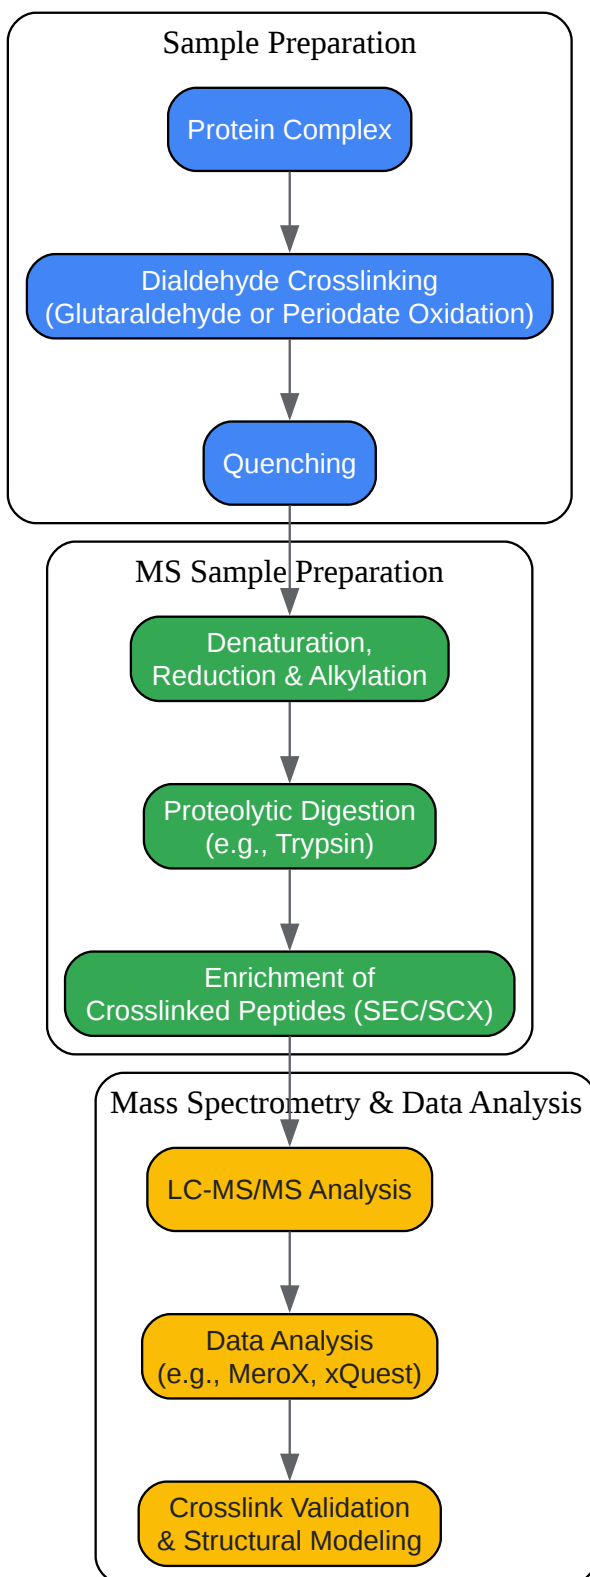 Sample Preparation
Protein Complex
Dialdehyde Crosslinking
(Glutaraldehyde or Periodate Oxidation)
Quenching
MS Sample Preparation
Denaturation,
Reduction & Alkylation
Proteolytic Digestion
(e.g., Trypsin)
Enrichment of
Crosslinked Peptides (SEC/SCX)
Mass Spectrometry & Data Analysis
LC-MS/MS Analysis
Data Analysis
(e.g., MeroX, xQuest)
Crosslink Validation
& Structural Modeling